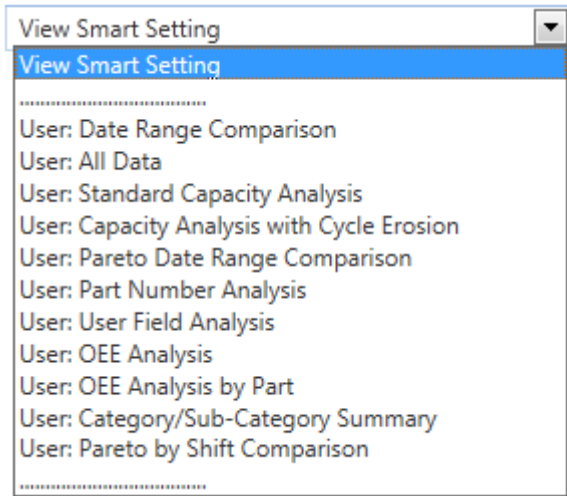 View Smart Setting
View Smart Setting
....................................
User: Date Range Comparison
User: All Data
User: Standard Capacity Analysis
User: Capacity Analysis with Cycle Erosion
User: Pareto Date Range Comparison
User: Part Number Analysis
User: User Field Analysis
User: OEE Analysis
User: OEE Analysis by Part
User: Category/Sub-Category Summary
User: Pareto by Shift Comparison
....................................